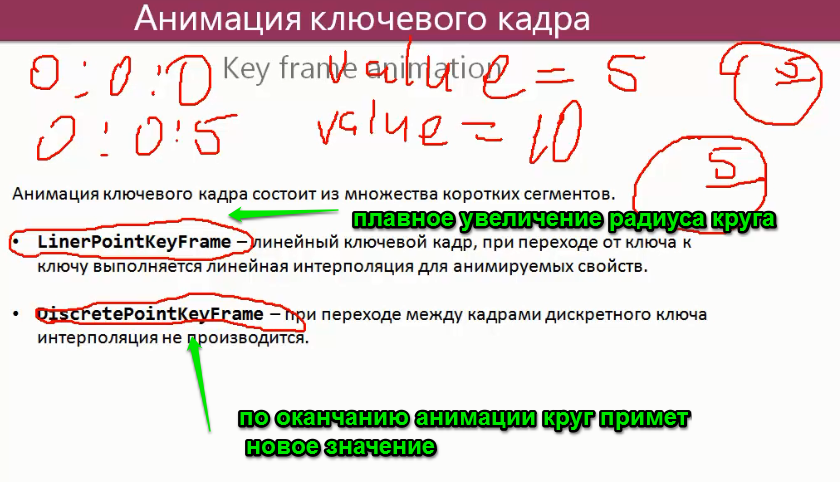 Анимация ключевого кадра
Key frame animation
0:0:0 value = 5 5
0:0:5 value = 10
5
Анимация ключевого кадра состоит из множества коротких сегментов.
плавное увеличение радиуса круга
• LinerPointKeyFrame – линейный ключевой кадр, при переходе от ключа к
ключу выполняется линейная интерполяция для анимируемых свойств.
• DiscretePointKeyFrame – при переходе между кадрами дискретного ключа
интерполяция не производится.
по оканчанию анимации круг примет
новое значение